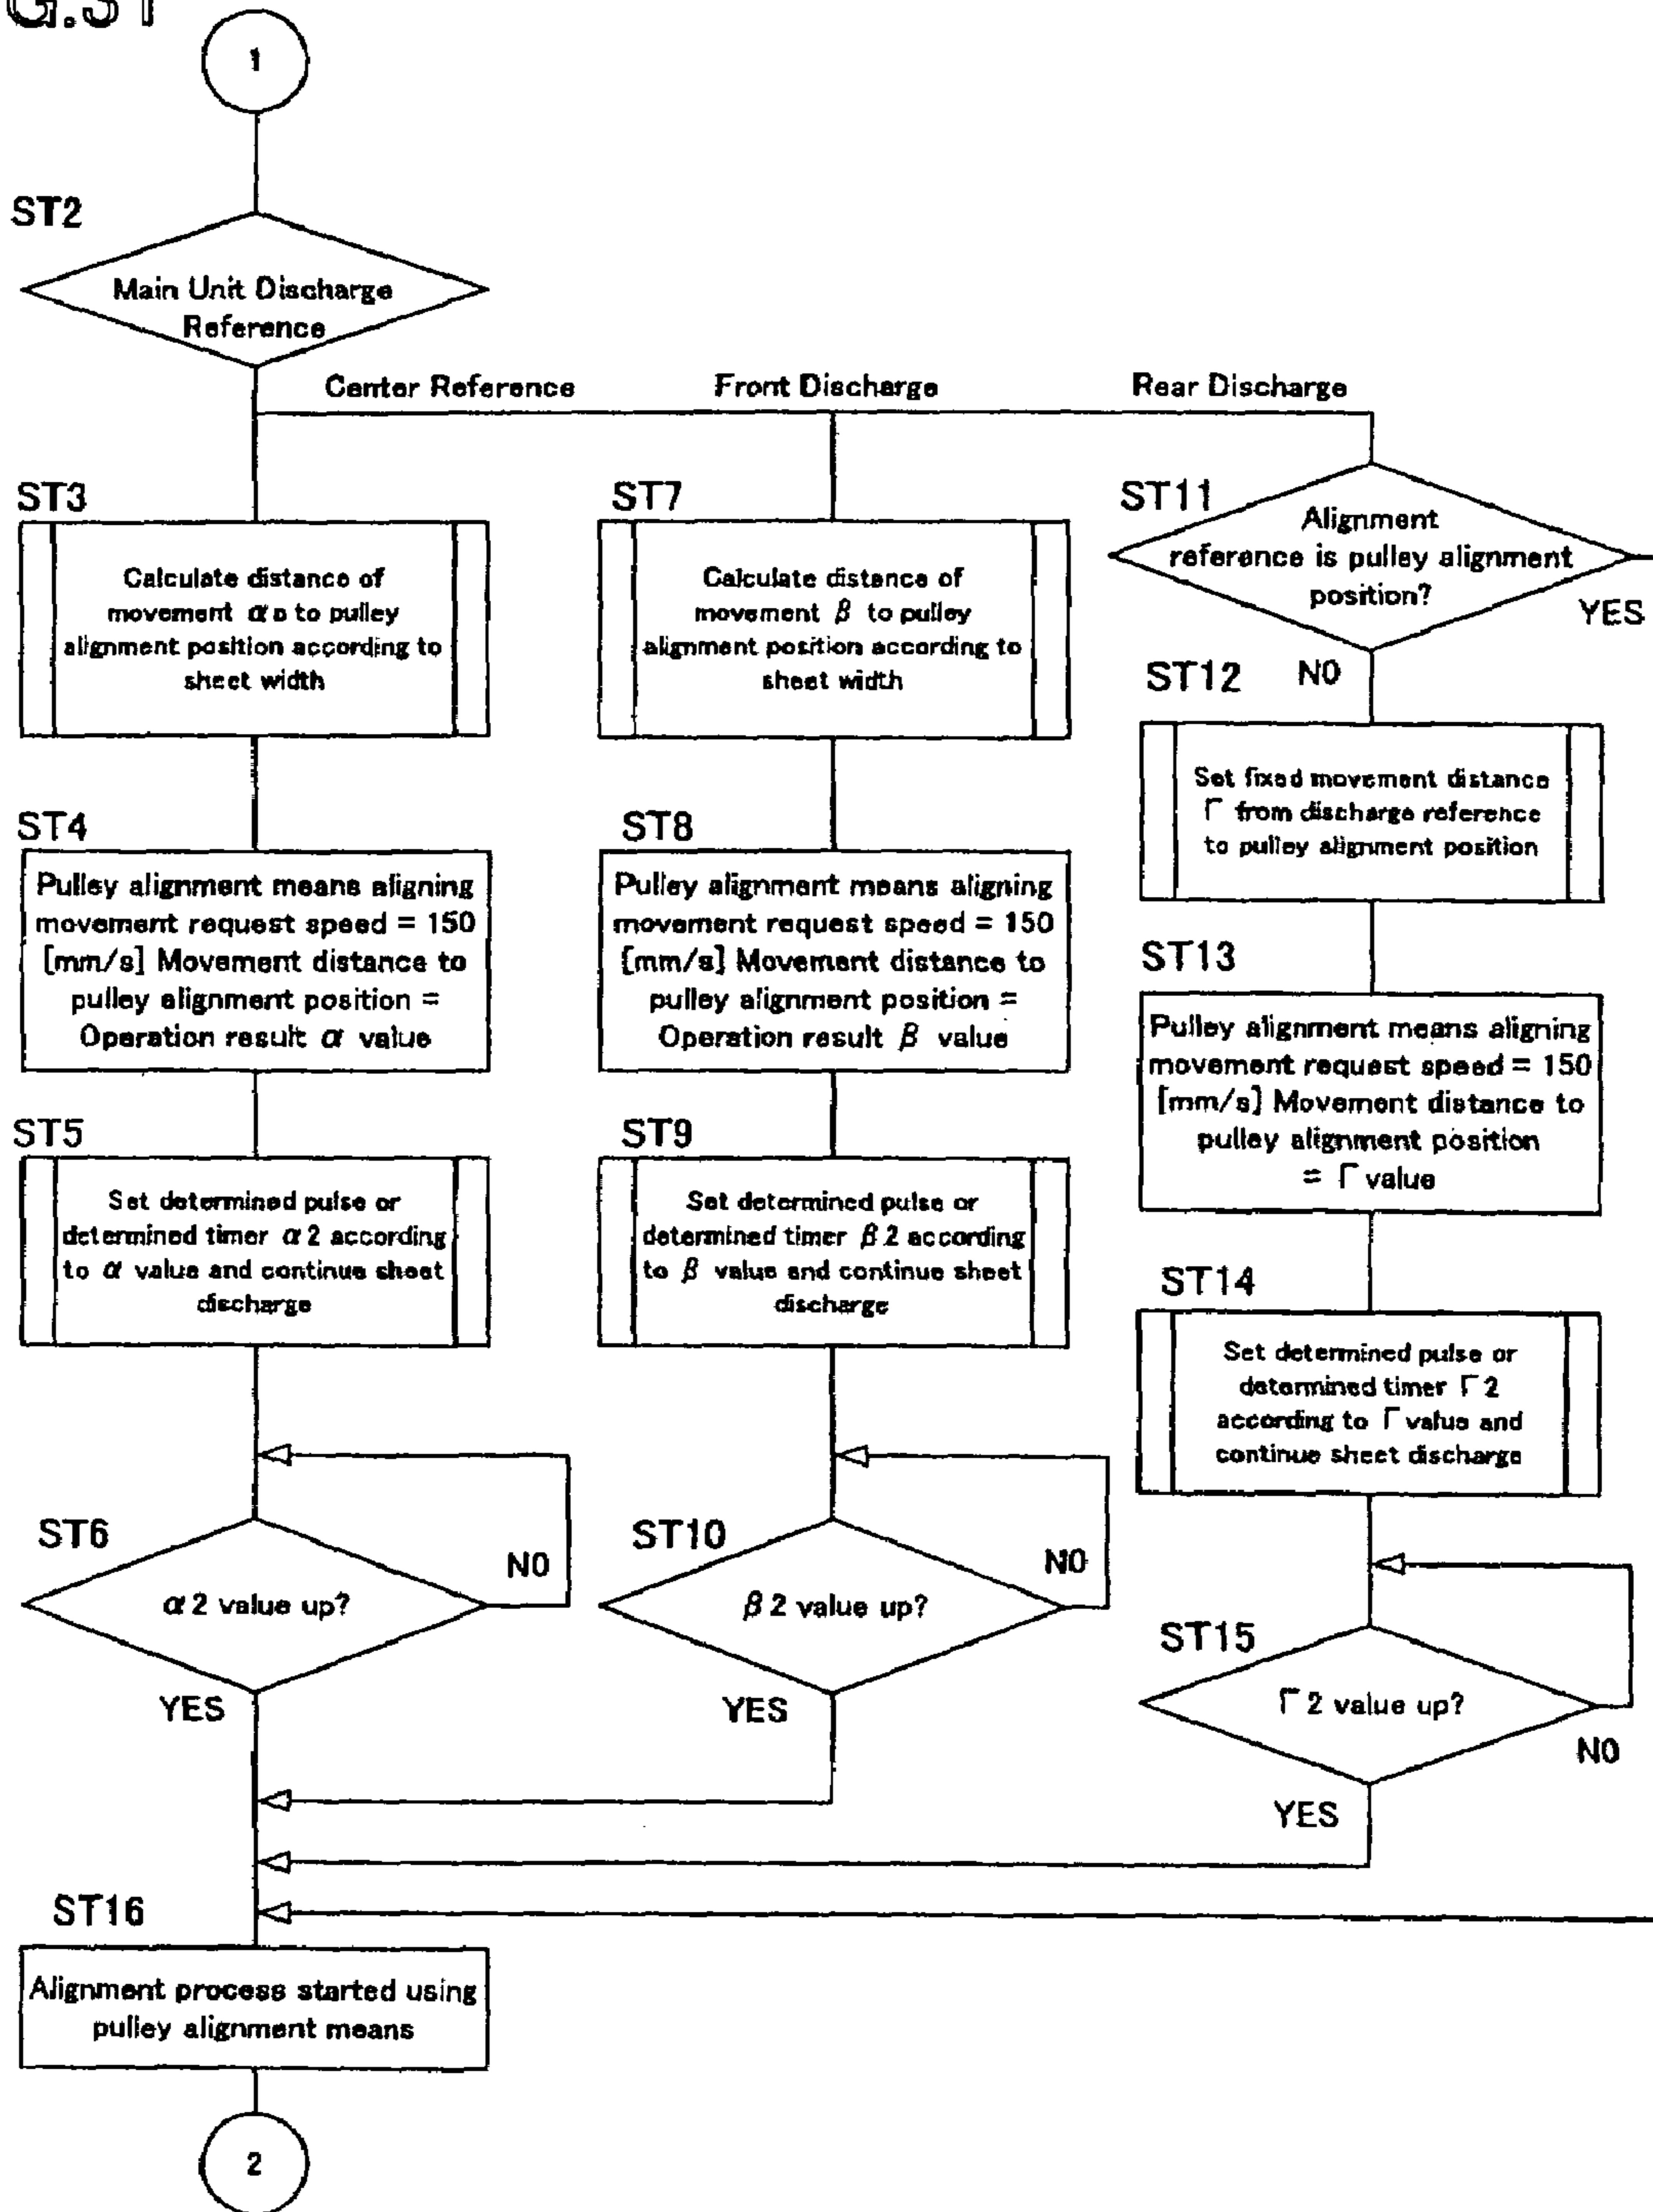 G.31
1
ST2
Main Unit Discharge
Reference
Center Reference
Front Discharge
Rear Discharge
ST3
Calculate distance of
movement α to pulley
alignment position according to
sheet width
ST7
Calculate distance of
movement β to pulley
alignment position according to
sheet width
ST11
Alignment
reference is pulley alignment
position?
YES
NO
ST12
Set fixed movement distance
Γ from discharge reference
to pulley alignment position
ST4
Pulley alignment means aligning
movement request speed = 150
[mm/s] Movement distance to
pulley alignment position =
Operation result α value
ST8
Pulley alignment means aligning
movement request speed = 150
[mm/s] Movement distance to
pulley alignment position =
Operation result β value
ST13
Pulley alignment means aligning
movement request speed = 150
[mm/s] Movement distance to
pulley alignment position
= Γ value
ST5
Set determined pulse or
determined timer α2 according
to α value and continue sheet
discharge
ST9
Set determined pulse or
determined timer β2 according
to β value and continue sheet
discharge
ST14
Set determined pulse or
determined timer Γ2
according to Γ value and
continue sheet discharge
ST6
α2 value up?
NO
YES
ST10
β2 value up?
NO
YES
ST15
Γ2 value up?
NO
YES
ST16
Alignment process started using
pulley alignment means
2